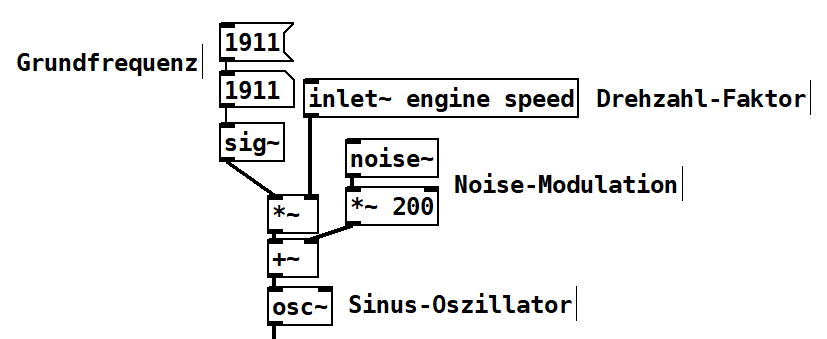 1911
Grundfrequenz
1911
inlet~ engine speed
Drehzahl-Faktor
sig~
noise~
Noise-Modulation
*~
*~ 200
+~
osc~
Sinus-Oszillator